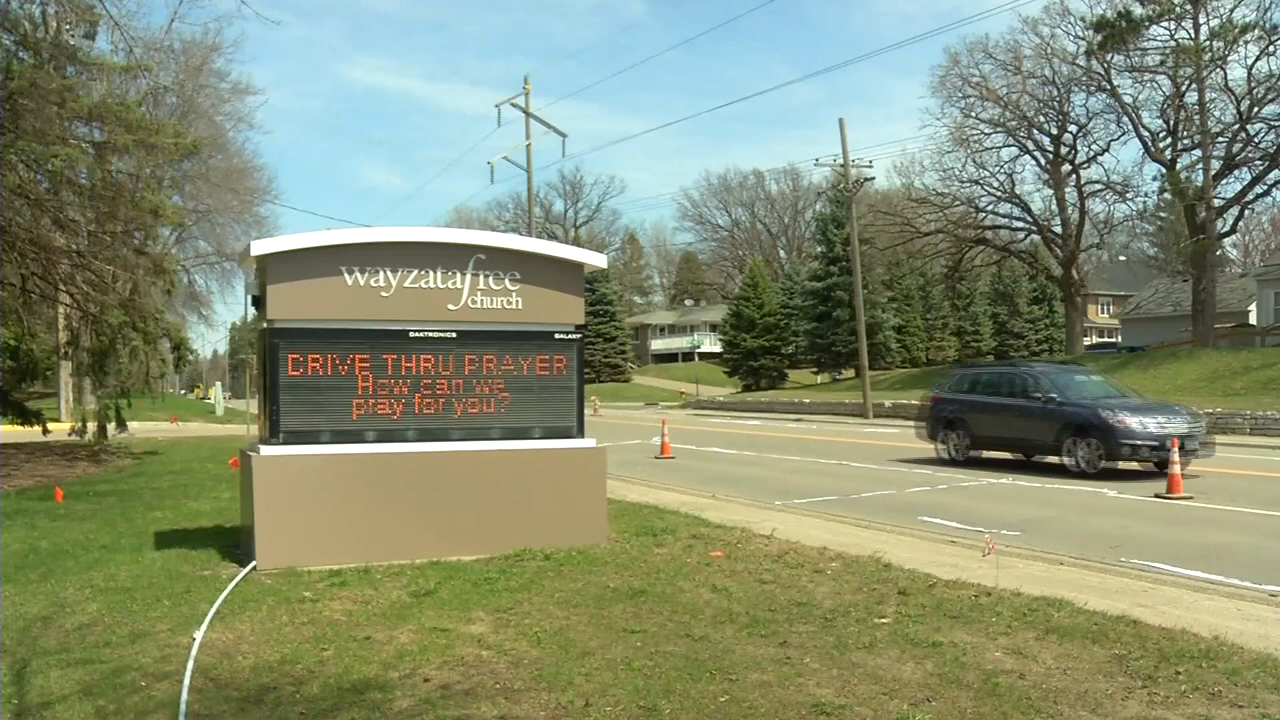 wayzatafree
church
DAKTRONICS GALAXY
DRIVE THRU PRAYER
How can we
pray for you?